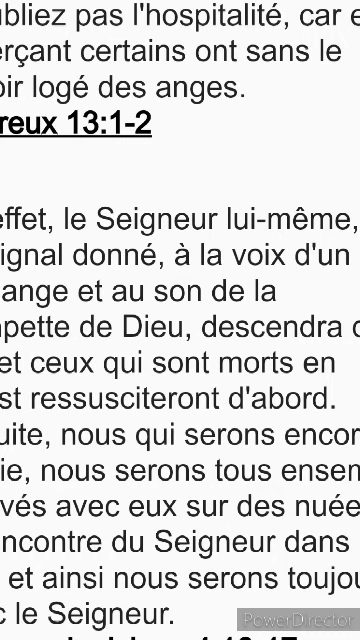 ubliez pas l'hospitalité, car e
erçant certains ont sans le
oir logé des anges.
reux 13:1-2
effet, le Seigneur lui-même,
ignal donné, à la voix d'un
ange et au son de la
pette de Dieu, descendra
et ceux qui sont morts en
st ressusciteront d'abord.
uite, nous qui serons encor
ie, nous serons tous ensem
vés avec eux sur des nuée
ncontre du Seigneur dans
et ainsi nous serons toujou
c le Seigneur.
PowerDirector